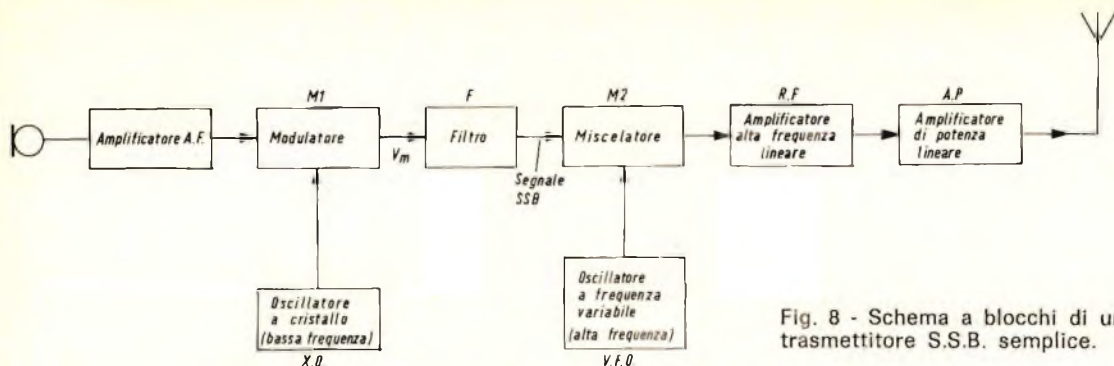 M1
F
M2
R.F
A.P
Amplificatore A.F.
Modulatore
Filtro
Miscelatore
Amplificatore
alta frequenza
lineare
Amplificatore
di potenza
lineare
Vm
Segnale
SSB
Oscillatore
a cristallo
(bassa frequenza)
X.O.
Oscillatore
a frequenza
variabile
(alta frequenza)
V.F.O.
Fig. 8 - Schema a blocchi di un
trasmettitore S.S.B. semplice.